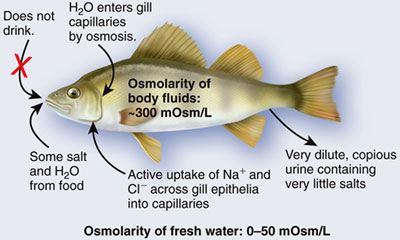 Does not
drink.
H₂O enters gill
capillaries
by osmosis.
Osmolarity of
body fluids:
~300 mOsm/L
Some salt
and H₂O
from food
Active uptake of Na⁺ and
Cl⁻ across gill epithelia
into capillaries
Very dilute, copious
urine containing
very little salts
Osmolarity of fresh water: 0–50 mOsm/L